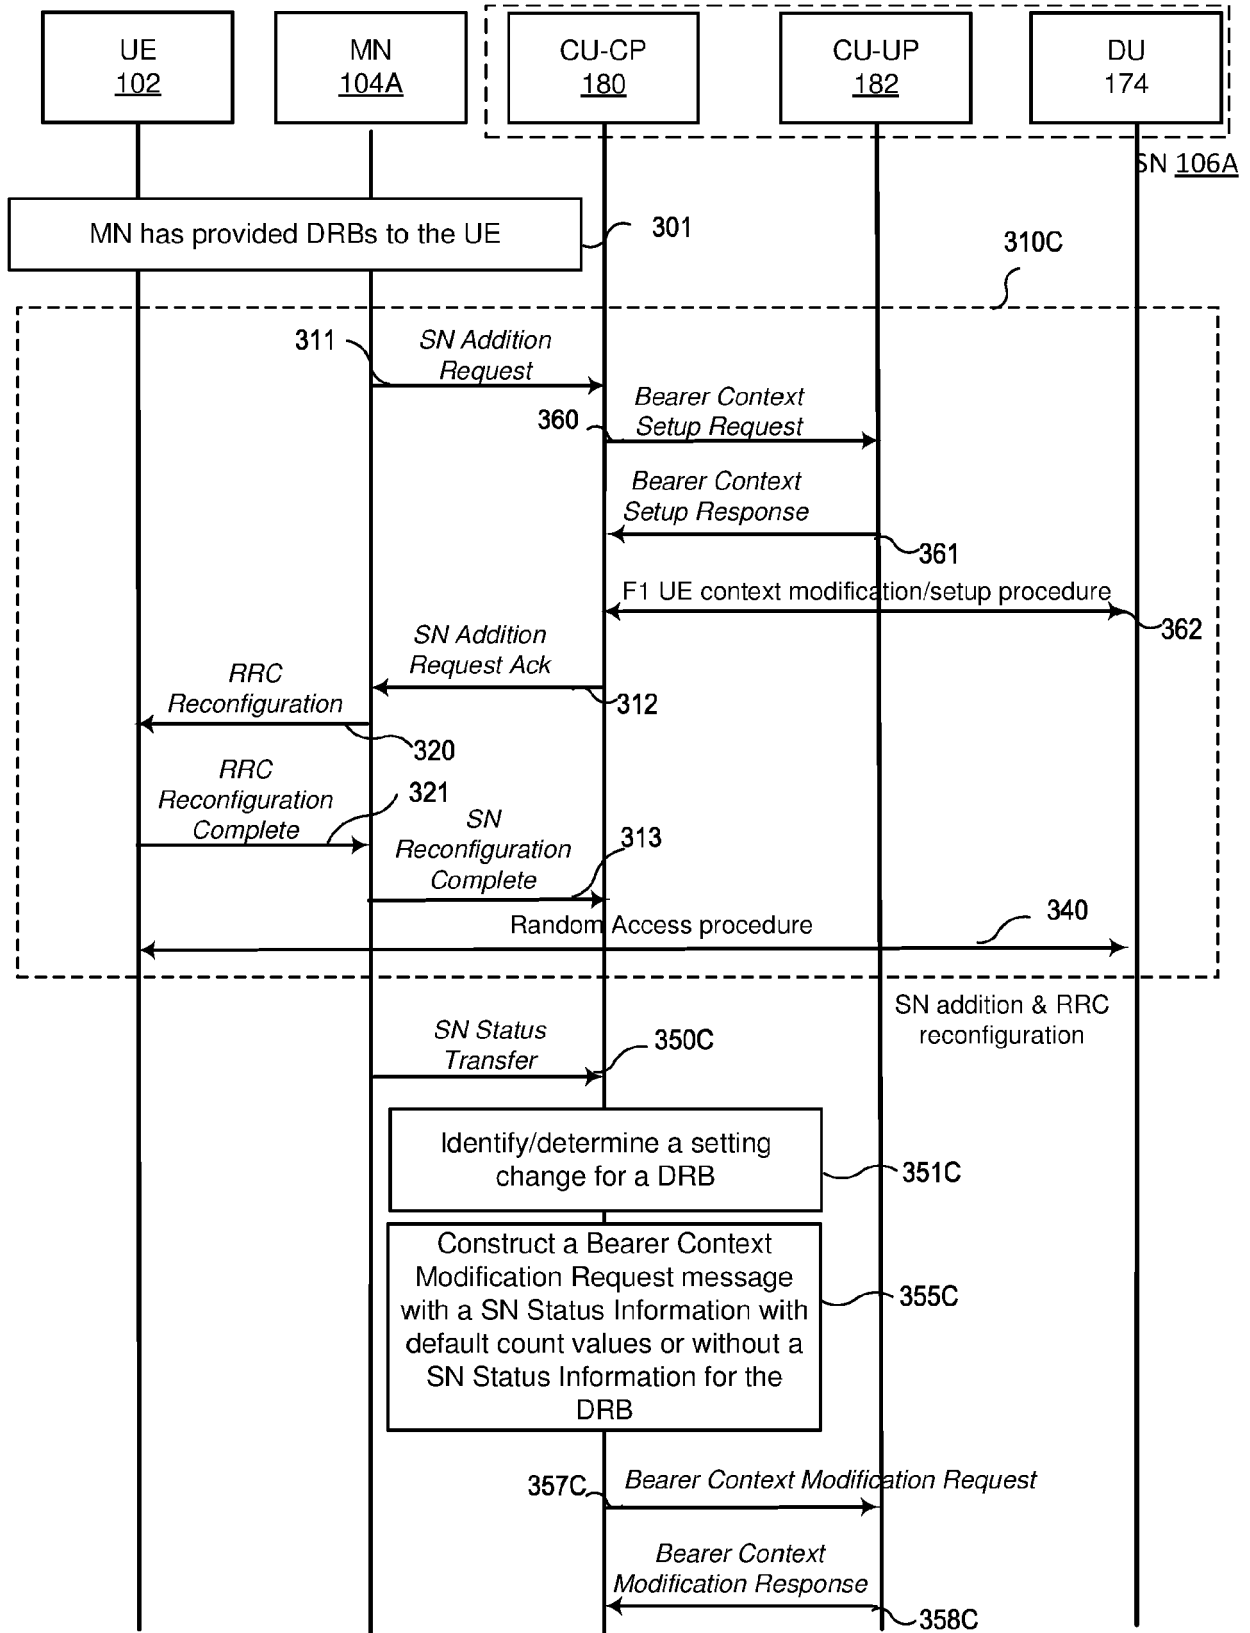 UE
102
MN
104A
CU-CP
180
CU-UP
182
DU
174
SN 106A
MN has provided DRBs to the UE
301
310C
311
SN Addition
Request
360
Bearer Context
Setup Request
Bearer Context
Setup Response
361
F1 UE context modification/setup procedure
362
SN Addition
Request Ack
312
RRC
Reconfiguration
320
RRC
Reconfiguration
Complete
321
SN
Reconfiguration
Complete
313
Random Access procedure
340
SN addition & RRC
reconfiguration
SN Status
Transfer
350C
Identify/determine a setting
change for a DRB
351C
Construct a Bearer Context
Modification Request message
with a SN Status Information with
default count values or without a
SN Status Information for the
DRB
355C
357C
Bearer Context Modification Request
Bearer Context
Modification Response
358C